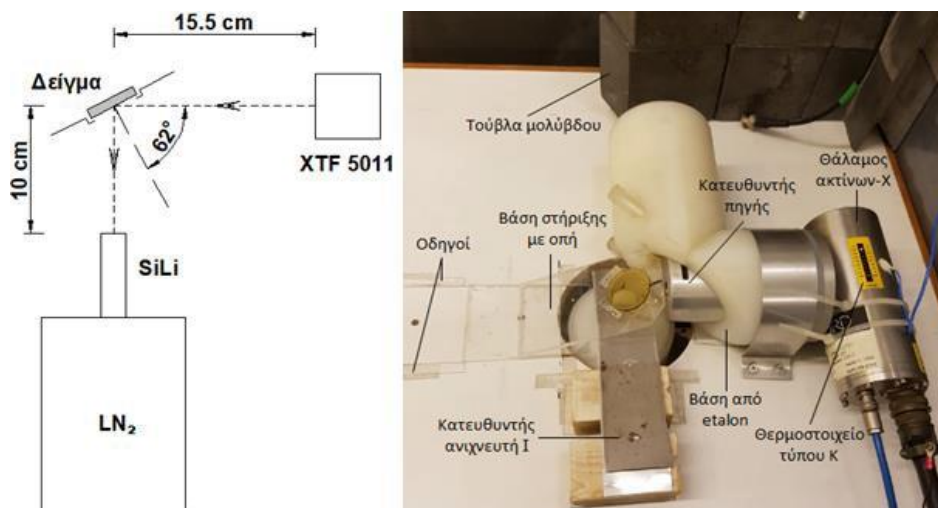 15.5 cm
Δείγμα
62°
XTF 5011
10 cm
SiLi
LN₂
Τούβλα μολύβδου
Θάλαμος
ακτίνων-Χ
Κατευθυντής
πηγής
Βάση στήριξης
με οπή
Οδηγοί
Βάση από
etalon
Κατευθυντής
ανιχνευτή Ι
Θερμοστοιχείο
τύπου Κ